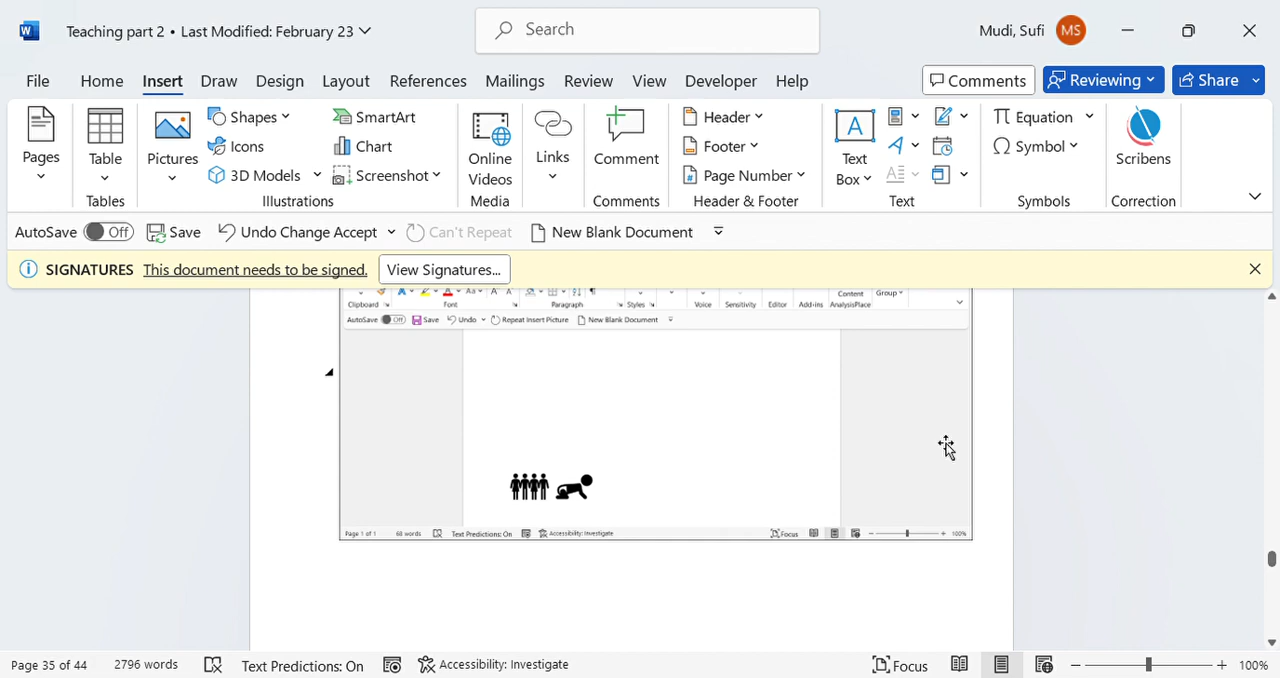 Teaching part 2 • Last Modified: February 23
Search
Mudi, Sufi
MS
File
Home
Insert
Draw
Design
Layout
References
Mailings
Review
View
Developer
Help
Comments
Reviewing
Share
Pages
Table
Tables
Pictures
Shapes
Icons
3D Models
SmartArt
Chart
Screenshot
Illustrations
Online
Videos
Media
Links
Comment
Comments
Header
Footer
Page Number
Header & Footer
Text
Box
Text
Equation
Symbol
Symbols
Scribens
Correction
AutoSave
Off
Save
Undo Change Accept
Can't Repeat
New Blank Document
SIGNATURES
This document needs to be signed.
View Signatures...
Clipboard
Font
Paragraph
Styles
Voice
Sensitivity
Editor
Add-ins
Content
AnalysisPlace
Group
AutoSave
Off
Save
Undo
Repeat Insert Picture
New Blank Document
Page 1 of 1
68 words
Text Predictions: On
Accessibility: Investigate
Focus
100%
Page 35 of 44
2796 words
Text Predictions: On
Accessibility: Investigate
Focus
100%